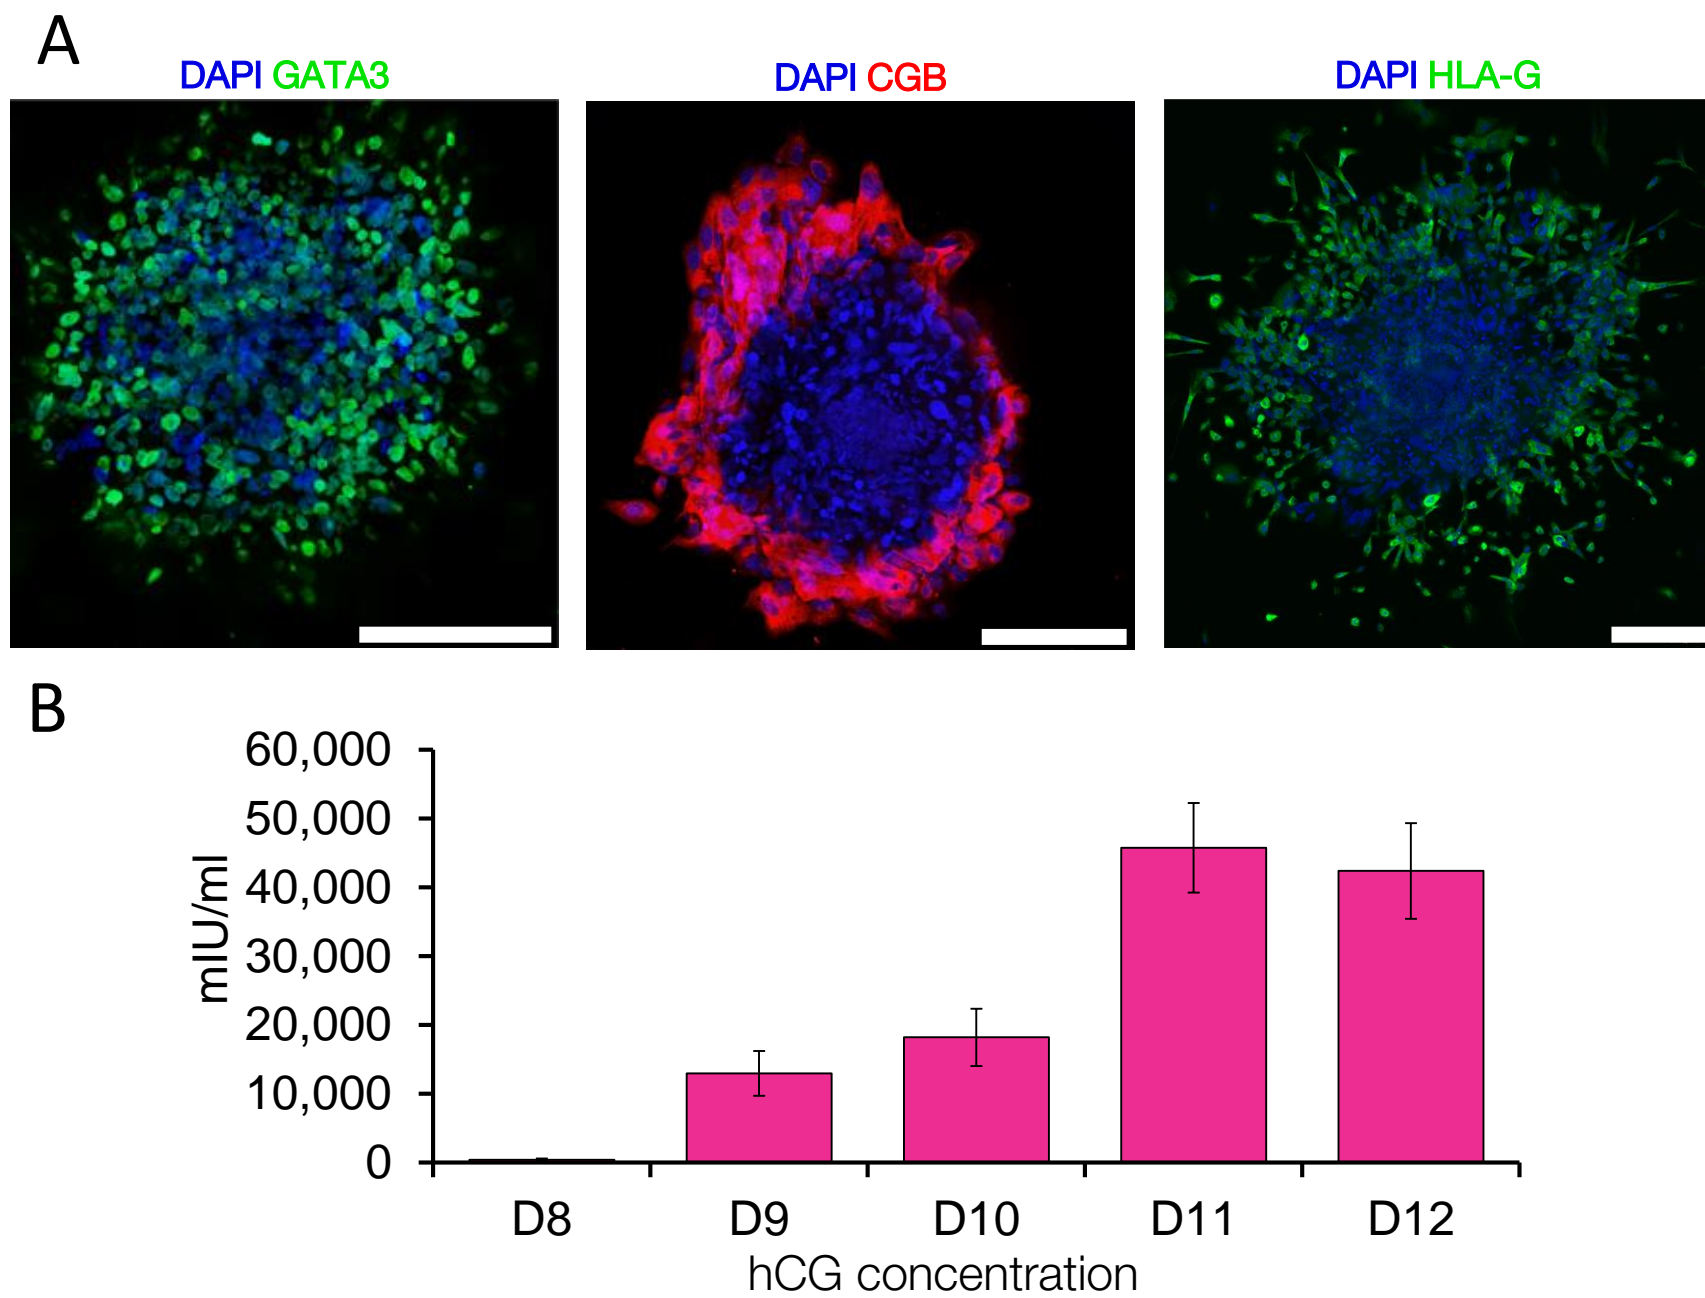 A
DAPI GATA3
DAPI CGB
DAPI HLA-G
B
60,000
50,000
40,000
30,000
20,000
10,000
0
mIU/ml
D8 D9 D10 D11 D12
hCG concentration